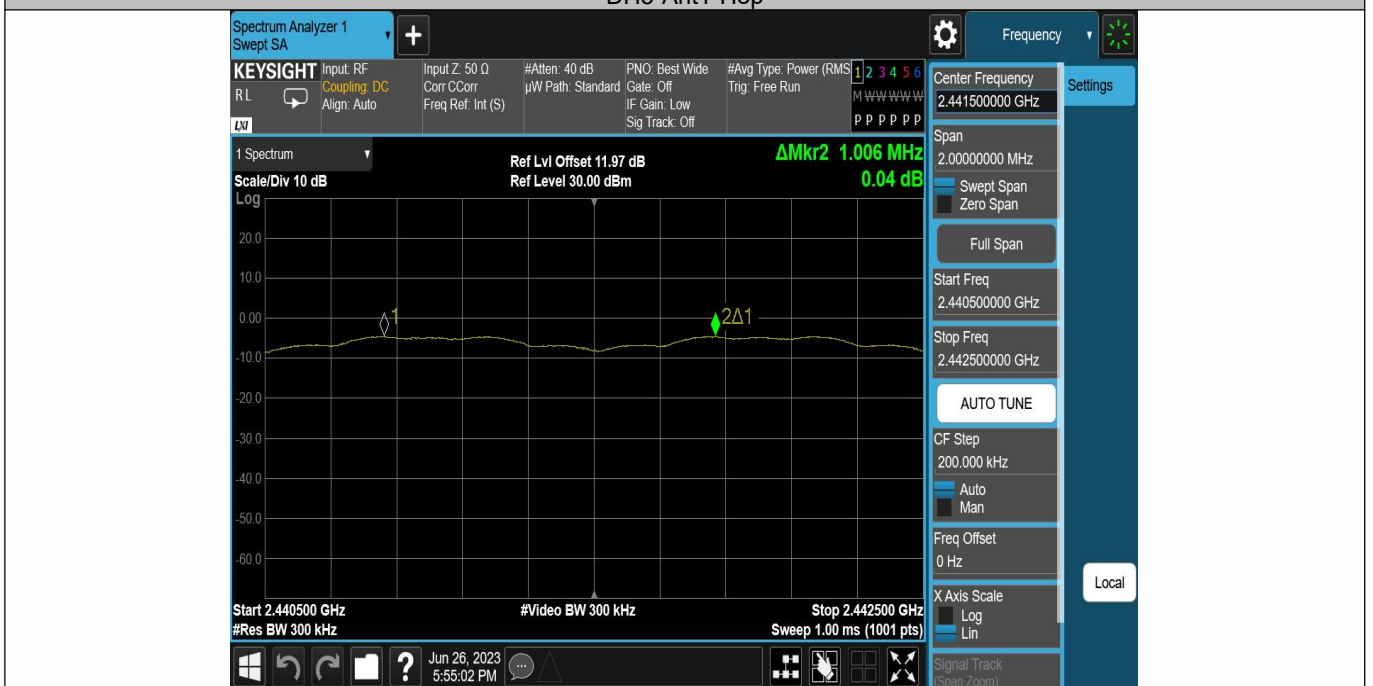 Spectrum Analyzer 1
Swept SA
Frequency
KEYSIGHT
RL
LXI
Input: RF
Coupling: DC
Align: Auto
Input Z: 50 Ω
Corr CCorr
Freq Ref: Int (S)
#Atten: 40 dB
µW Path: Standard
PNO: Best Wide
Gate: Off
IF Gain: Low
Sig Track: Off
#Avg Type: Power (RMS
Trig: Free Run
1 2 3 4 5 6
M W W W W W
P P P P P P
1 Spectrum
Scale/Div 10 dB
Log
Ref Lvl Offset 11.97 dB
Ref Level 30.00 dBm
ΔMkr2 1.006 MHz
0.04 dB
20.0
10.0
0.00
-10.0
-20.0
-30.0
-40.0
-50.0
-60.0
1
2Δ1
Start 2.440500 GHz
#Res BW 300 kHz
#Video BW 300 kHz
Stop 2.442500 GHz
Sweep 1.00 ms (1001 pts)
Center Frequency
2.441500000 GHz
Settings
Span
2.00000000 MHz
Swept Span
Zero Span
Full Span
Start Freq
2.440500000 GHz
Stop Freq
2.442500000 GHz
AUTO TUNE
CF Step
200.000 kHz
Auto
Man
Freq Offset
0 Hz
X Axis Scale
Log
Lin
Signal Track
(Span Zoom)
Local
?
Jun 26, 2023
5:55:02 PM